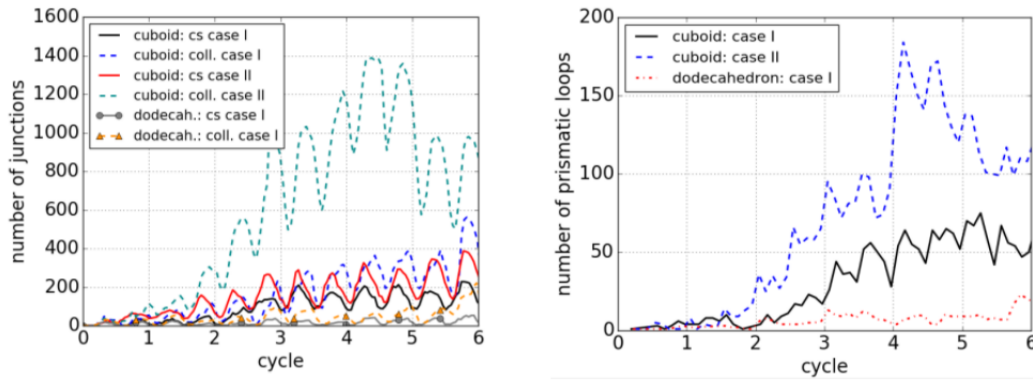 number of junctions
1600
1400
1200
1000
800
600
400
200
0
cuboid: cs case I
cuboid: coll. case I
cuboid: cs case II
cuboid: coll. case II
dodecah.: cs case I
dodecah.: coll. case I
0 1 2 3 4 5 6
cycle
number of prismatic loops
200
150
100
50
0
cuboid: case I
cuboid: case II
dodecahedron: case I
0 1 2 3 4 5 6
cycle